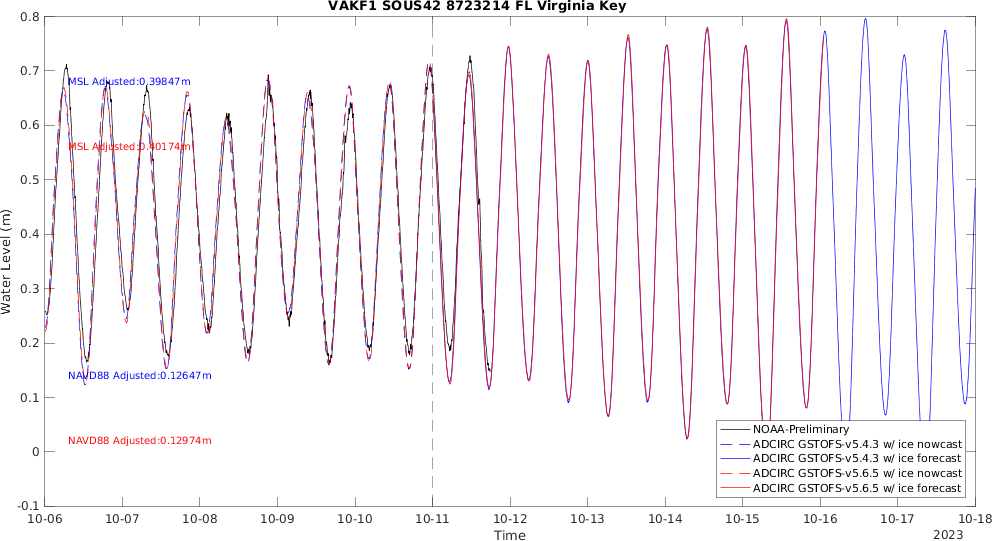 VAKF1 SOUS42 8723214 FL Virginia Key
0.8
0.7
0.6
0.5
0.4
0.3
0.2
0.1
0
-0.1
Water Level (m)
MSL Adjusted:0.39847m
MSL Adjusted:0.40174m
NAVD88 Adjusted:0.12647m
NAVD88 Adjusted:0.12974m
NOAA-Preliminary
ADCIRC GSTOFS-v5.4.3 w/ ice nowcast
ADCIRC GSTOFS-v5.4.3 w/ ice forecast
ADCIRC GSTOFS-v5.6.5 w/ ice nowcast
ADCIRC GSTOFS-v5.6.5 w/ ice forecast
10-06 10-07 10-08 10-09 10-10 10-11 10-12 10-13 10-14 10-15 10-16 10-17 10-18
Time
2023